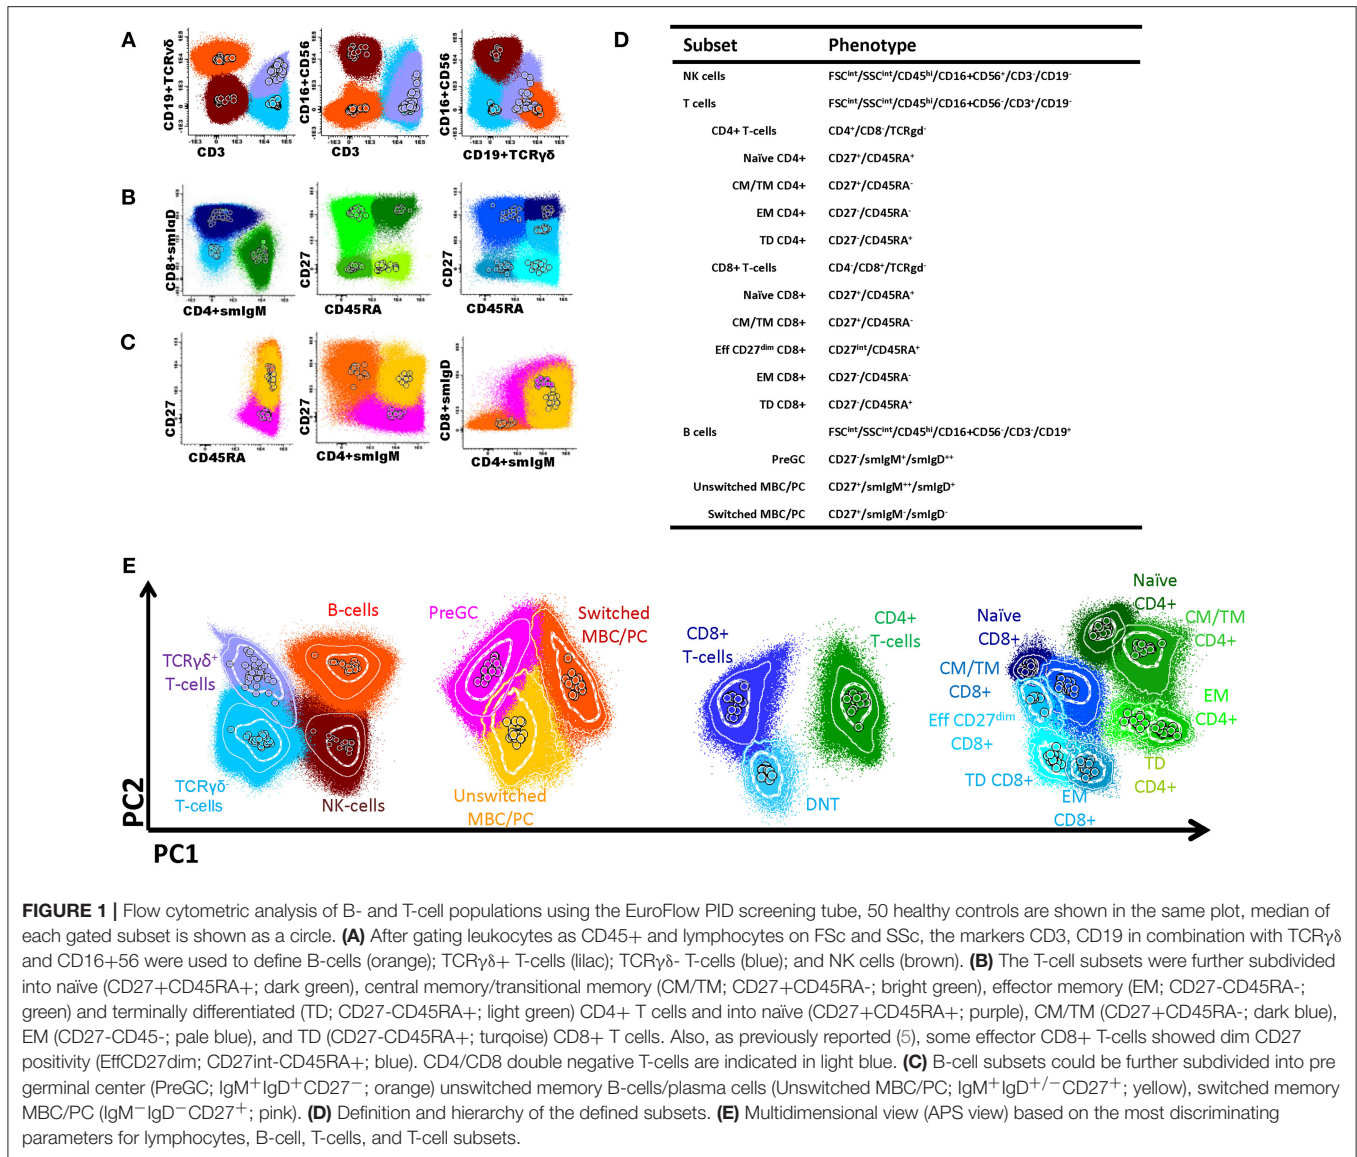 A
CD19+TCRγδ
CD3
CD16+CD56
CD3
CD16+CD56
CD19+TCRγδ
B
CD8+smIgD
CD4+smIgM
CD27
CD45RA
CD27
CD45RA
C
CD27
CD45RA
CD27
CD4+smIgM
CD8+smIgD
CD4+smIgM
D
Subset Phenotype
NK cells FSCint/SSCint/CD45hi/CD16+CD56+/CD3-/CD19-
T cells FSCint/SSCint/CD45hi/CD16+CD56-/CD3+/CD19-
CD4+ T-cells CD4+/CD8-/TCRgd-
Naïve CD4+ CD27+/CD45RA+
CM/TM CD4+ CD27+/CD45RA-
EM CD4+ CD27-/CD45RA-
TD CD4+ CD27-/CD45RA+
CD8+ T-cells CD4-/CD8+/TCRgd-
Naïve CD8+ CD27+/CD45RA+
CM/TM CD8+ CD27+/CD45RA-
Eff CD27dim CD8+ CD27int/CD45RA+
EM CD8+ CD27-/CD45RA-
TD CD8+ CD27-/CD45RA+
B cells FSCint/SSCint/CD45hi/CD16+CD56-/CD3-/CD19+
PreGC CD27-/smIgM+/smIgD++
Unswitched MBC/PC CD27+/smIgM++/smIgD+
Switched MBC/PC CD27+/smIgM-/smIgD-
E
PC2
PC1
TCRγδ+
T-cells
B-cells
TCRγδ-
T-cells
NK-cells
PreGC
Switched
MBC/PC
Unswitched
MBC/PC
CD8+
T-cells
CD4+
T-cells
DNT
Naïve
CD8+
Naïve
CD4+
CM/TM
CD4+
CM/TM
CD8+
Eff CD27dim
CD8+
EM
CD4+
TD CD8+
TD
CD4+
EM
CD8+
FIGURE 1 | Flow cytometric analysis of B- and T-cell populations using the EuroFlow PID screening tube, 50 healthy controls are shown in the same plot, median of
each gated subset is shown as a circle. (A) After gating leukocytes as CD45+ and lymphocytes on FSc and SSc, the markers CD3, CD19 in combination with TCRγδ
and CD16+56 were used to define B-cells (orange); TCRγδ+ T-cells (lilac); TCRγδ- T-cells (blue); and NK cells (brown). (B) The T-cell subsets were further subdivided
into naïve (CD27+CD45RA+; dark green), central memory/transitional memory (CM/TM; CD27+CD45RA-; bright green), effector memory (EM; CD27-CD45RA-;
green) and terminally differentiated (TD; CD27-CD45RA+; light green) CD4+ T cells and into naïve (CD27+CD45RA+; purple), CM/TM (CD27+CD45RA-; dark blue),
EM (CD27-CD45-; pale blue), and TD (CD27-CD45RA+; turqoise) CD8+ T cells. Also, as previously reported (5), some effector CD8+ T-cells showed dim CD27
positivity (EffCD27dim; CD27int-CD45RA+; blue). CD4/CD8 double negative T-cells are indicated in light blue. (C) B-cell subsets could be further subdivided into pre
germinal center (PreGC; IgM+IgD+CD27−; orange) unswitched memory B-cells/plasma cells (Unswitched MBC/PC; IgM+IgD+/−CD27+; yellow), switched memory
MBC/PC (IgM−IgD−CD27+; pink). (D) Definition and hierarchy of the defined subsets. (E) Multidimensional view (APS view) based on the most discriminating
parameters for lymphocytes, B-cell, T-cells, and T-cell subsets.